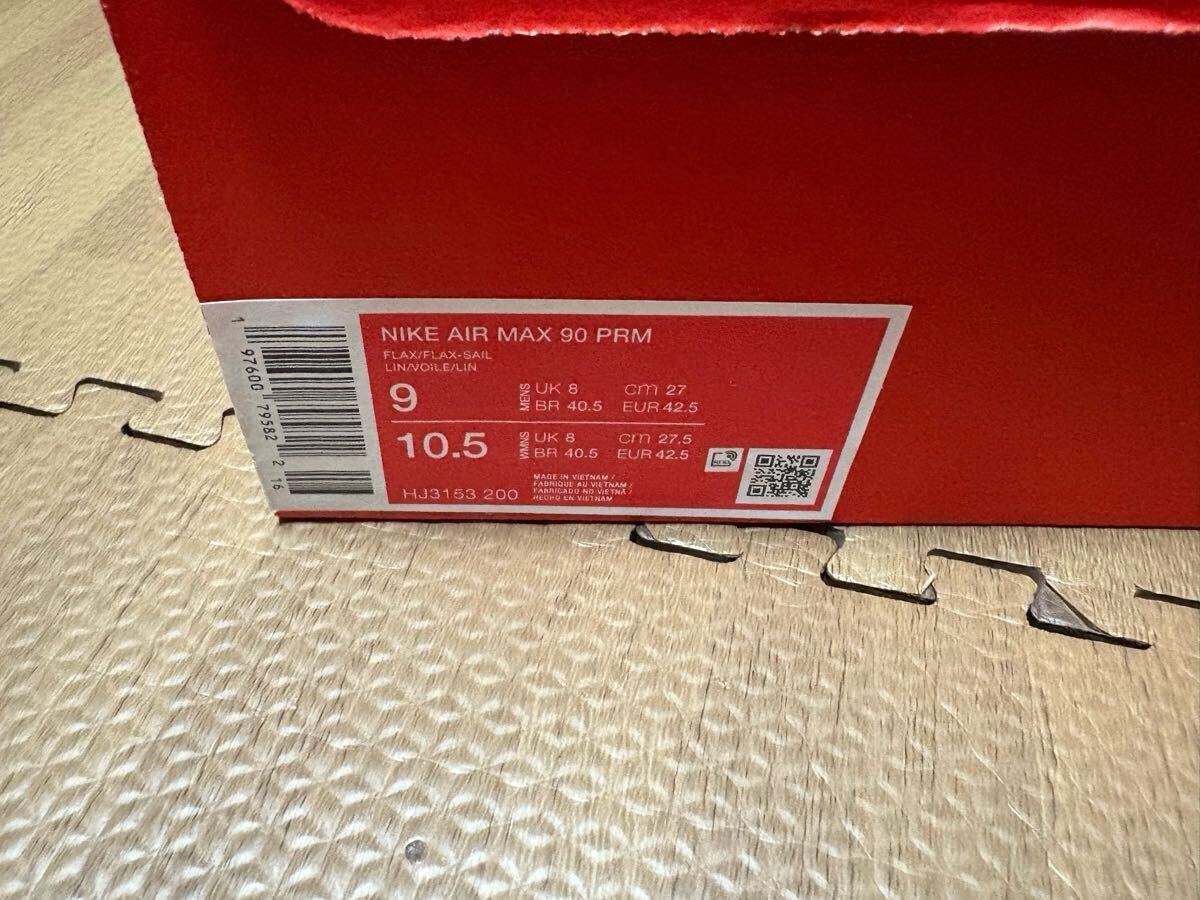 NIKE AIR MAX 90 PRM
FLAX/FLAX-SAIL
LIN/VOILE/LIN
9 MENS UK 8 cm 27
BR 40.5 EUR 42.5
10.5 WMNS UK 8 cm 27.5
BR 40.5 EUR 42.5
HJ3153 200
MADE IN VIETNAM /
FABRIQUE AU VIETNAM /
FABRICADO NO VIETNÃ /
HECHO EN VIETNAM
1 97600 79582 2 16